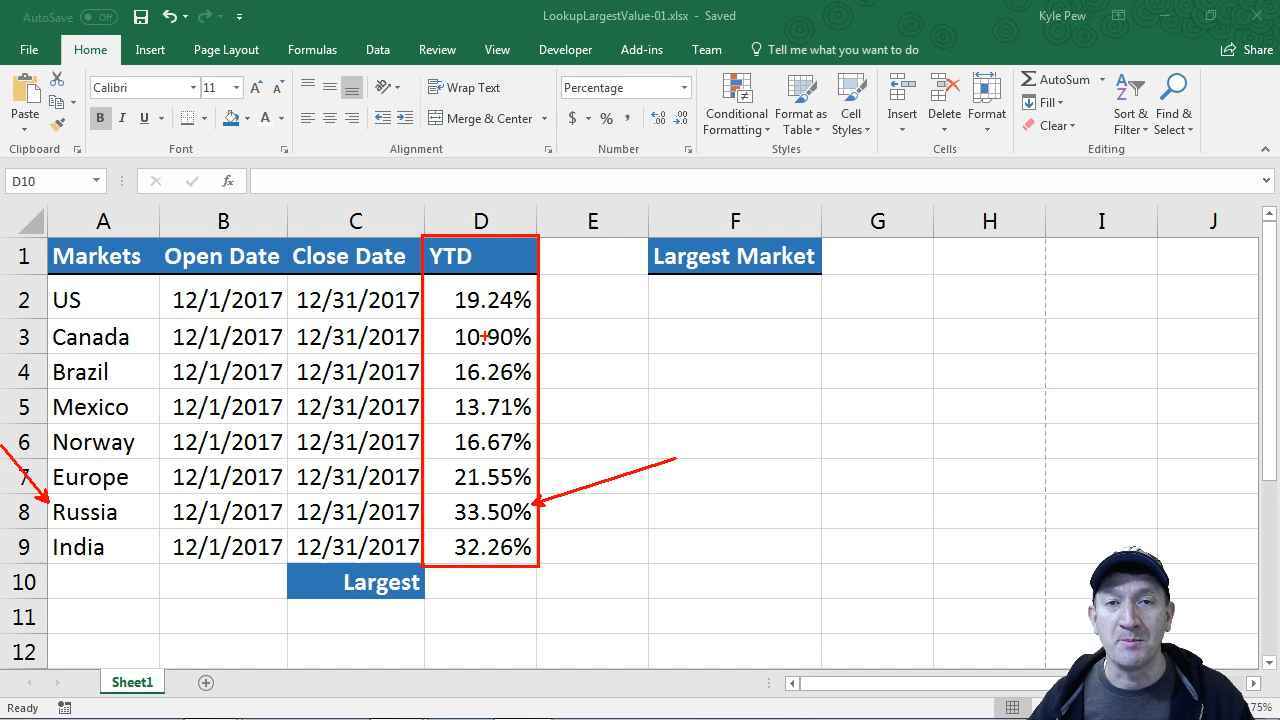 AutoSave Off LookupLargestValue-01.xlsx - Saved Kyle Pew
File Home Insert Page Layout Formulas Data Review View Developer Add-ins Team Tell me what you want to do Share
Calibri 11 Wrap Text Percentage AutoSum
Paste B I U A Merge & Center $ % , Conditional Formatting Format as Table Cell Styles Insert Delete Format Fill Clear Sort & Filter Find & Select
Clipboard Font Alignment Number Styles Cells Editing
D10 fx
A B C D E F G H I J
1 Markets Open Date Close Date YTD Largest Market
2 US 12/1/2017 12/31/2017 19.24%
3 Canada 12/1/2017 12/31/2017 10.90%
4 Brazil 12/1/2017 12/31/2017 16.26%
5 Mexico 12/1/2017 12/31/2017 13.71%
6 Norway 12/1/2017 12/31/2017 16.67%
7 Europe 12/1/2017 12/31/2017 21.55%
8 Russia 12/1/2017 12/31/2017 33.50%
9 India 12/1/2017 12/31/2017 32.26%
10 Largest
11
12
Sheet1
Ready 75%